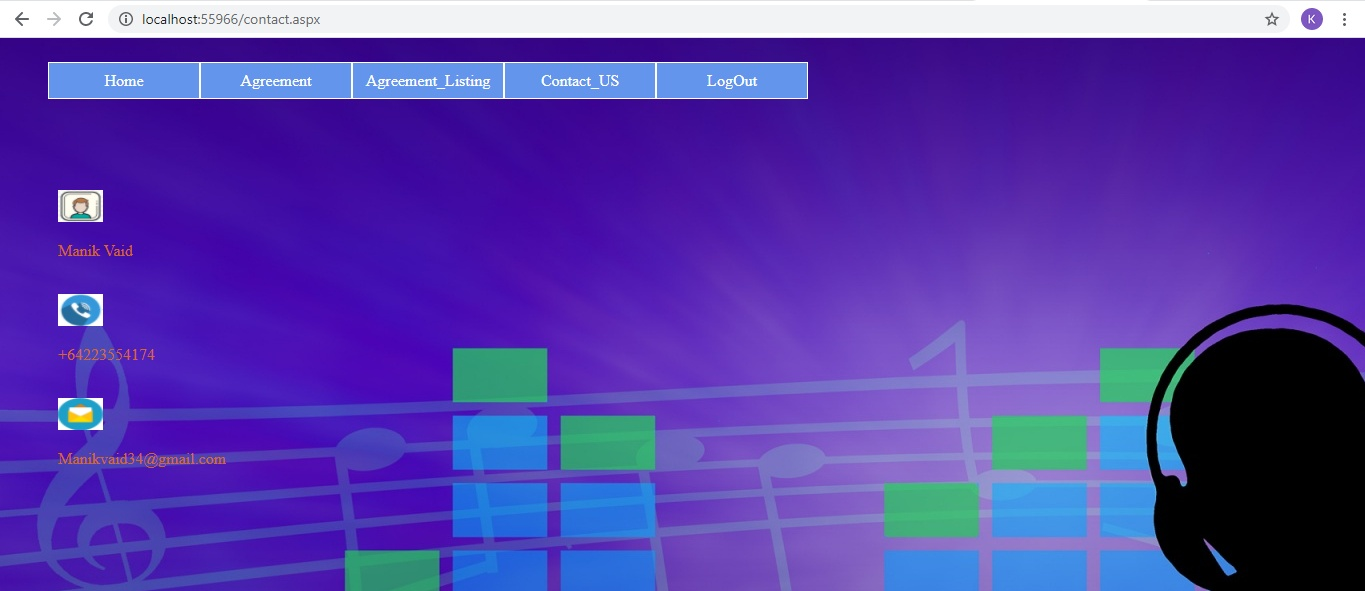 localhost:55966/contact.aspx
K
Home Agreement Agreement_Listing Contact_US LogOut
Manik Vaid
+64223554174
Manikvaid34@gmail.com